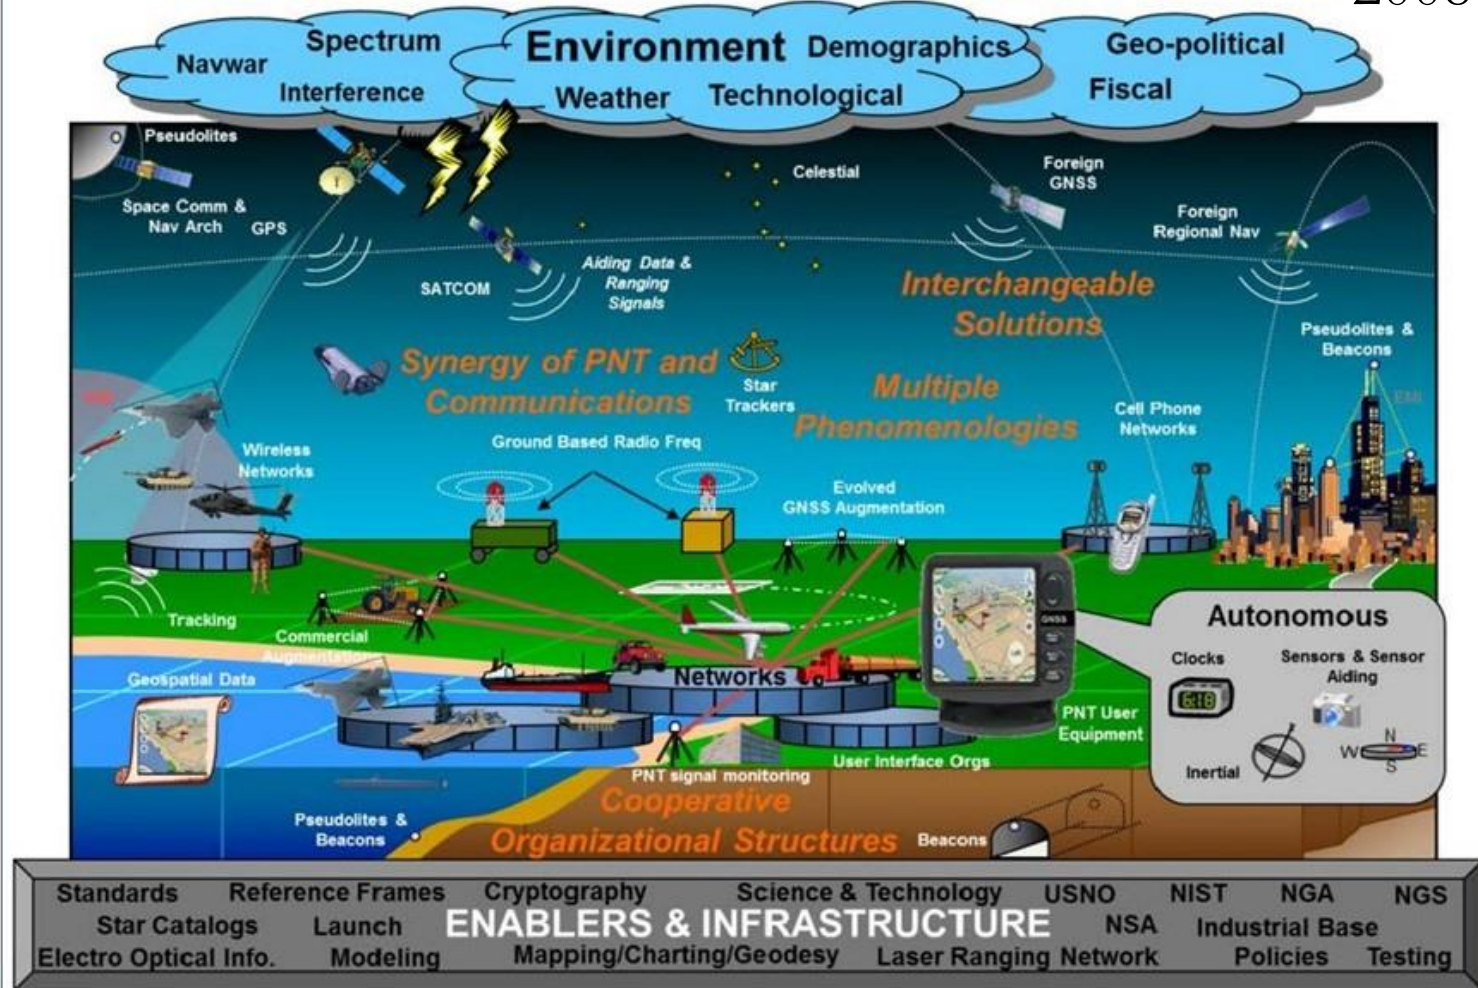 Spectrum
Navwar
Interference
Environment
Demographics
Weather
Technological
Geo-political
Fiscal
Pseudolites
Space Comm &
Nav Arch
GPS
SATCOM
Aiding Data &
Ranging
Signals
Celestial
Foreign
GNSS
Foreign
Regional Nav
Interchangeable
Solutions
Pseudolites &
Beacons
Synergy of PNT and
Communications
Star
Trackers
Multiple
Phenomenologies
Cell Phone
Networks
EMI
Wireless
Networks
Ground Based Radio Freq
Evolved
GNSS Augmentation
GNSS
Tracking
Commercial
Augmentation
Geospatial Data
Networks
PNT User
Equipment
User Interface Orgs
PNT signal monitoring
Autonomous
Clocks
6:18
Sensors & Sensor
Aiding
Inertial
N
W
E
S
Cooperative
Organizational Structures
Pseudolites &
Beacons
Beacons
Standards
Reference Frames
Cryptography
Science & Technology
USNO
NIST
NGA
NGS
Star Catalogs
Launch
ENABLERS & INFRASTRUCTURE
NSA
Industrial Base
Electro Optical Info.
Modeling
Mapping/Charting/Geodesy
Laser Ranging Network
Policies
Testing